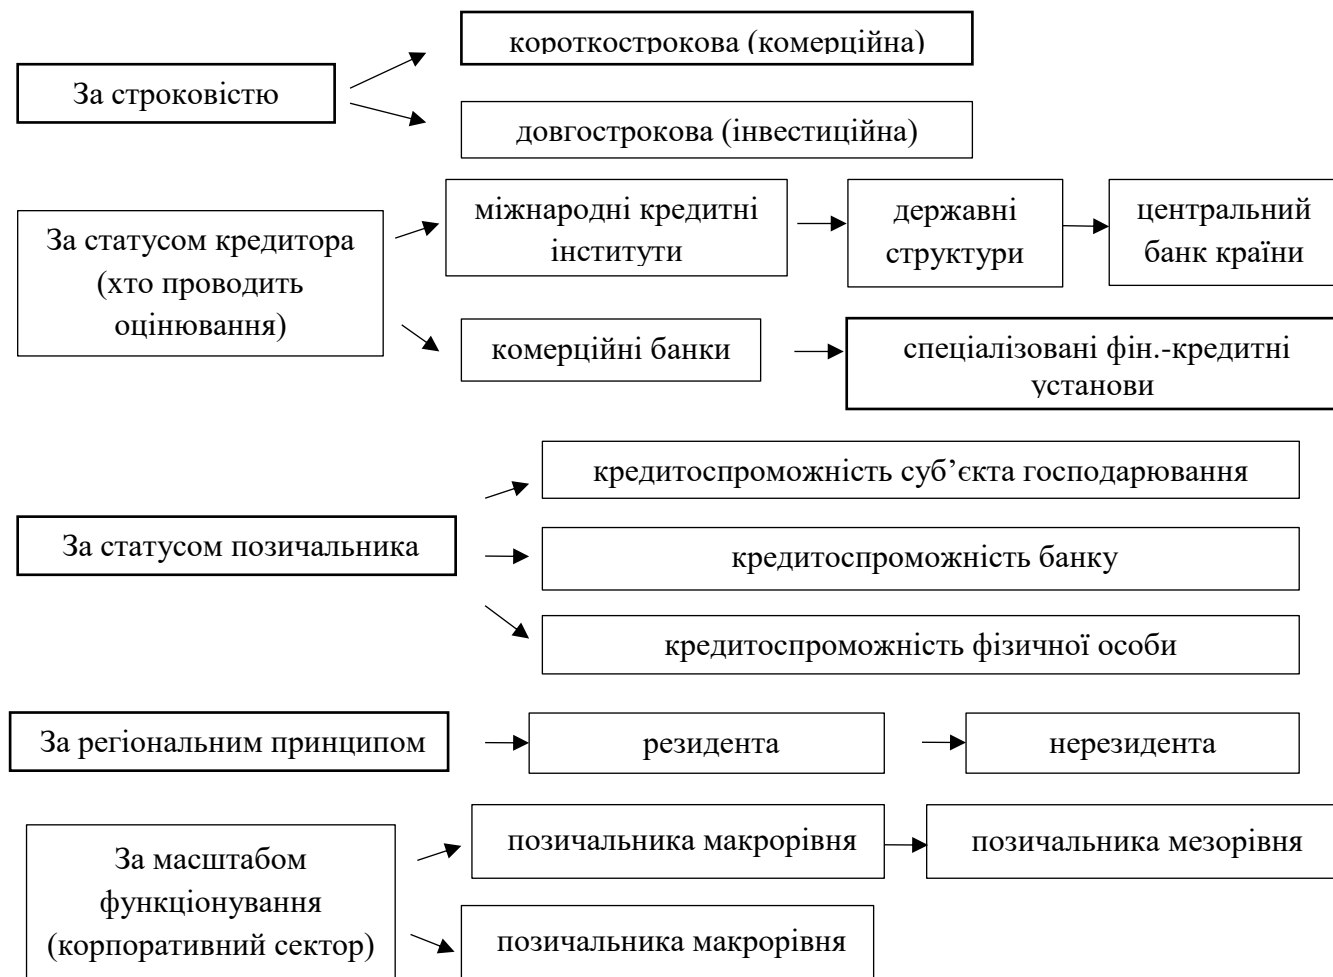 короткострокова (комерційна)
За строковістю
довгострокова (інвестиційна)
За статусом кредитора
(хто проводить
оцінювання)
міжнародні кредитні
інститути
державні
структури
центральний
банк країни
комерційні банки
спеціалізовані фін.-кредитні
установи
кредитоспроможність суб’єкта господарювання
За статусом позичальника
кредитоспроможність банку
кредитоспроможність фізичної особи
За регіональним принципом
резидента
нерезидента
За масштабом
функціонування
(корпоративний сектор)
позичальника макрорівня
позичальника мезорівня
позичальника макрорівня